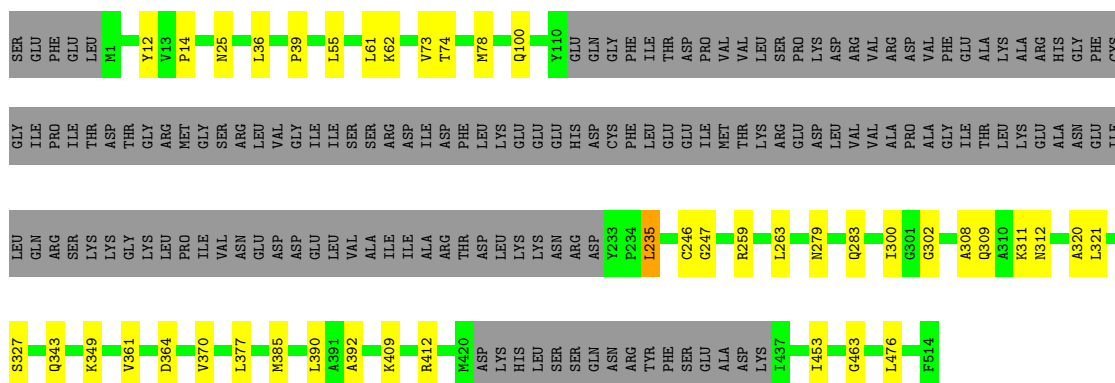 SER GLU PHE GLU LEU M1 Y12 V13 P14 N25 L36 P39 L55 L61 K62 V73 T74 M78 Q100 Y110 GLU GLN GLY PHE ILE THR ASP PRO VAL VAL LEU SER PRO LYS ASP ARG VAL ARG ASP VAL PHE GLU ALA LYS ALA ARG HIS GLY PHE CYS
GLY ILE PRO ILE THR ASP THR GLY ARG MET GLY SER ARG LEU VAL GLY ILE ILE SER SER ARG ASP ILE ASP PHE LEU LYS GLU GLU GLU HIS ASP CYS PHE LEU GLU GLU ILE MET THR LYS ARG GLU ASP LEU VAL VAL ALA PRO ALA GLY ILE THR LEU LYS GLU ALA ASN GLU ILE
LEU GLN ARG SER LYS LYS GLY LYS LEU PRO ILE VAL ASN GLU ASP ASP GLU LEU VAL ALA ILE ILE ALA ARG THR ASP LEU LYS LYS ASN ARG ASP Y233 P234 L235 C246 G247 R259 L263 N279 Q283 I300 G301 G302 A308 Q309 A310 K311 N312 A320 L321
S327 Q343 K349 V361 D364 V370 L377 M385 L390 A391 A392 K409 R412 M420 ASP LYS HIS LEU SER SER GLN ASN ARG TYR PHE SER GLU ALA ASP LYS I437 I453 G463 L476 F514